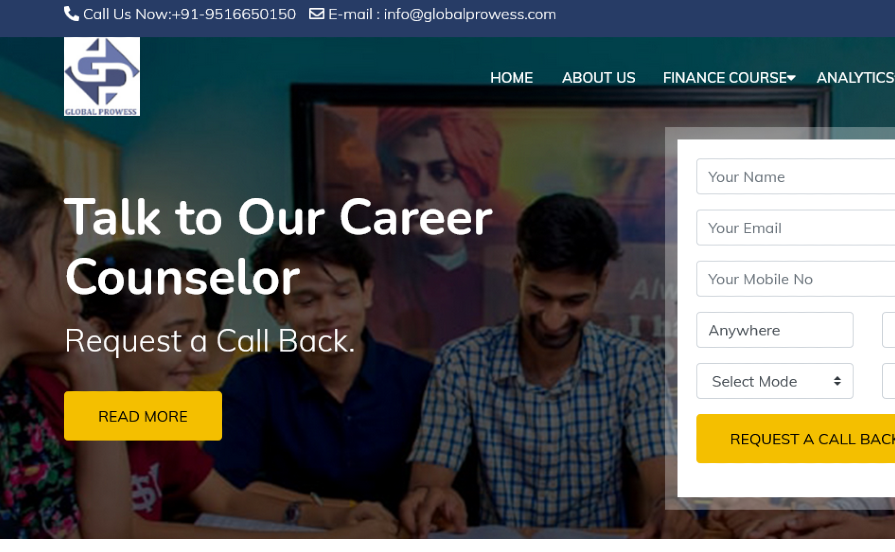 Call Us Now:+91-9516650150 E-mail : info@globalprowess.com
GLOBAL PROWESS
HOME ABOUT US FINANCE COURSE ANALYTICS
Talk to Our Career
Counselor
Request a Call Back.
READ MORE
Your Name
Your Email
Your Mobile No
Anywhere
Select Mode
REQUEST A CALL BACK